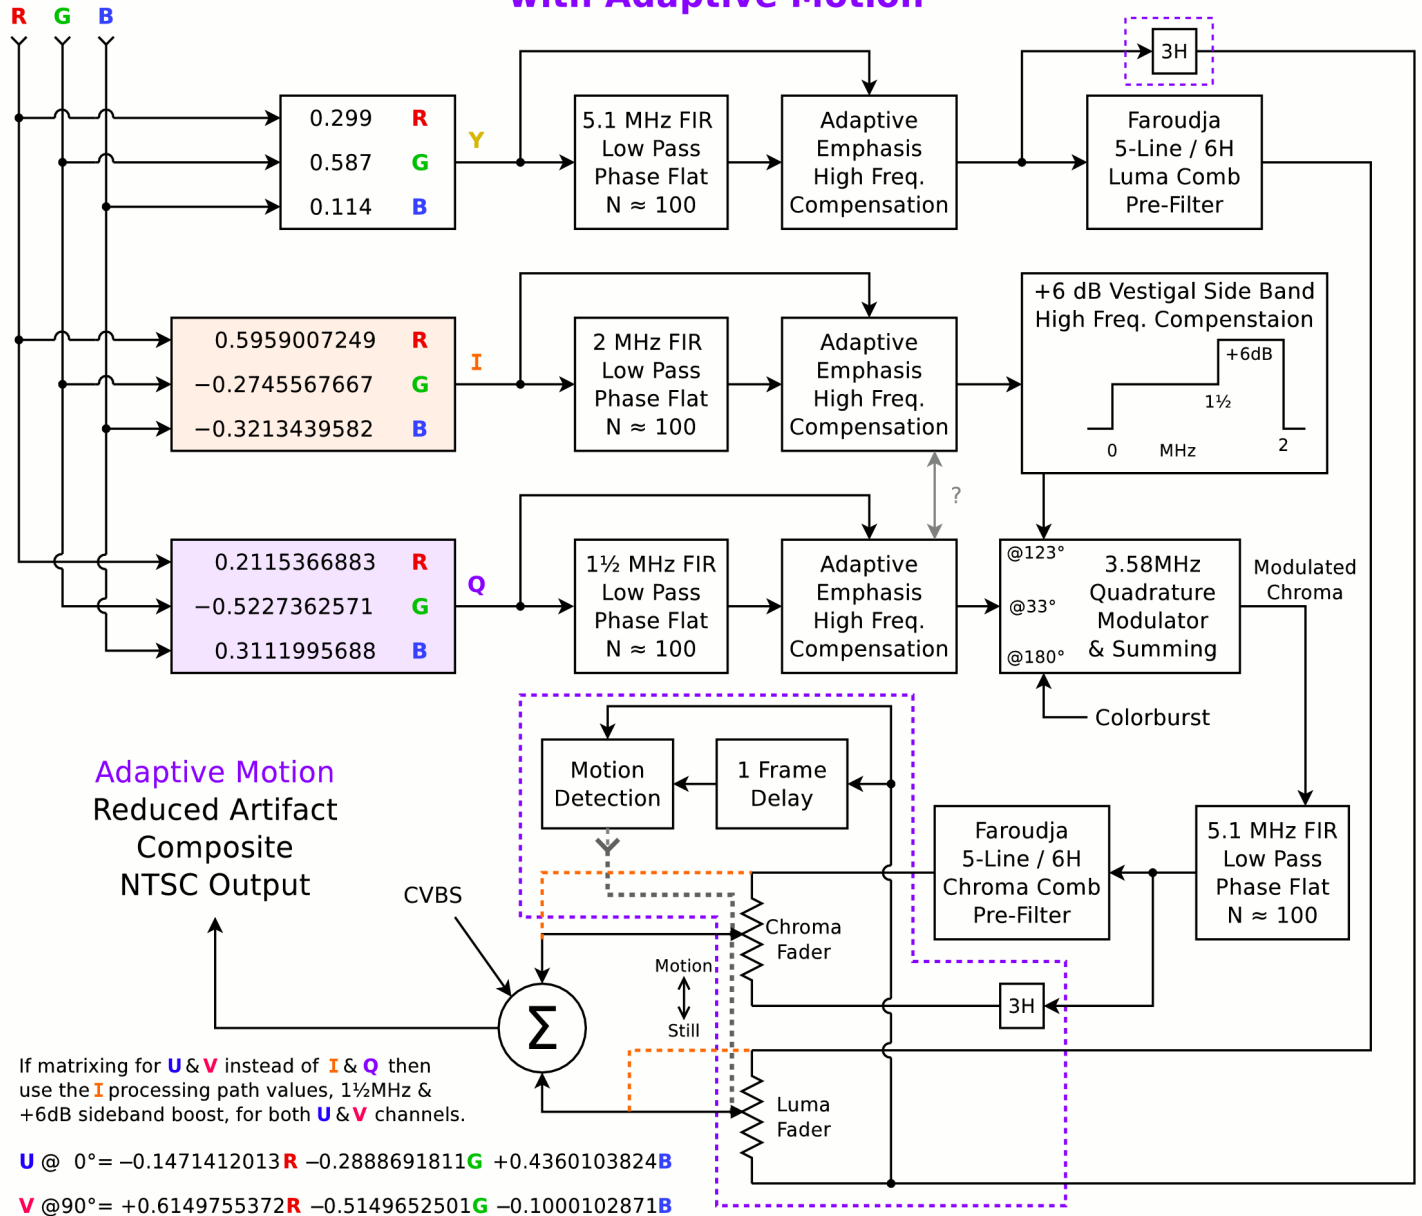 with Adaptive Motion
R G B
3H
0.299 R
0.587 G
0.114 B
Y
5.1 MHz FIR
Low Pass
Phase Flat
N ≈ 100
Adaptive
Emphasis
High Freq.
Compensation
Faroudja
5-Line / 6H
Luma Comb
Pre-Filter
0.5959007249 R
−0.2745567667 G
−0.3213439582 B
I
2 MHz FIR
Low Pass
Phase Flat
N ≈ 100
Adaptive
Emphasis
High Freq.
Compensation
+6 dB Vestigal Side Band
High Freq. Compenstaion
+6dB
1½
0 MHz 2
?
0.2115366883 R
−0.5227362571 G
0.3111995688 B
Q
1½ MHz FIR
Low Pass
Phase Flat
N ≈ 100
Adaptive
Emphasis
High Freq.
Compensation
@123°
@33°
@180°
3.58MHz
Quadrature
Modulator
& Summing
Modulated
Chroma
Colorburst
Adaptive Motion
Reduced Artifact
Composite
NTSC Output
Motion
Detection
1 Frame
Delay
Faroudja
5-Line / 6H
Chroma Comb
Pre-Filter
5.1 MHz FIR
Low Pass
Phase Flat
N ≈ 100
CVBS
Chroma
Fader
Motion
Still
3H
Σ
Luma
Fader
If matrixing for U & V instead of I & Q then
use the I processing path values, 1½MHz &
+6dB sideband boost, for both U & V channels.
U @ 0°= −0.1471412013R −0.2888691811G +0.4360103824B
V @90°= +0.6149755372R −0.5149652501G −0.1000102871B